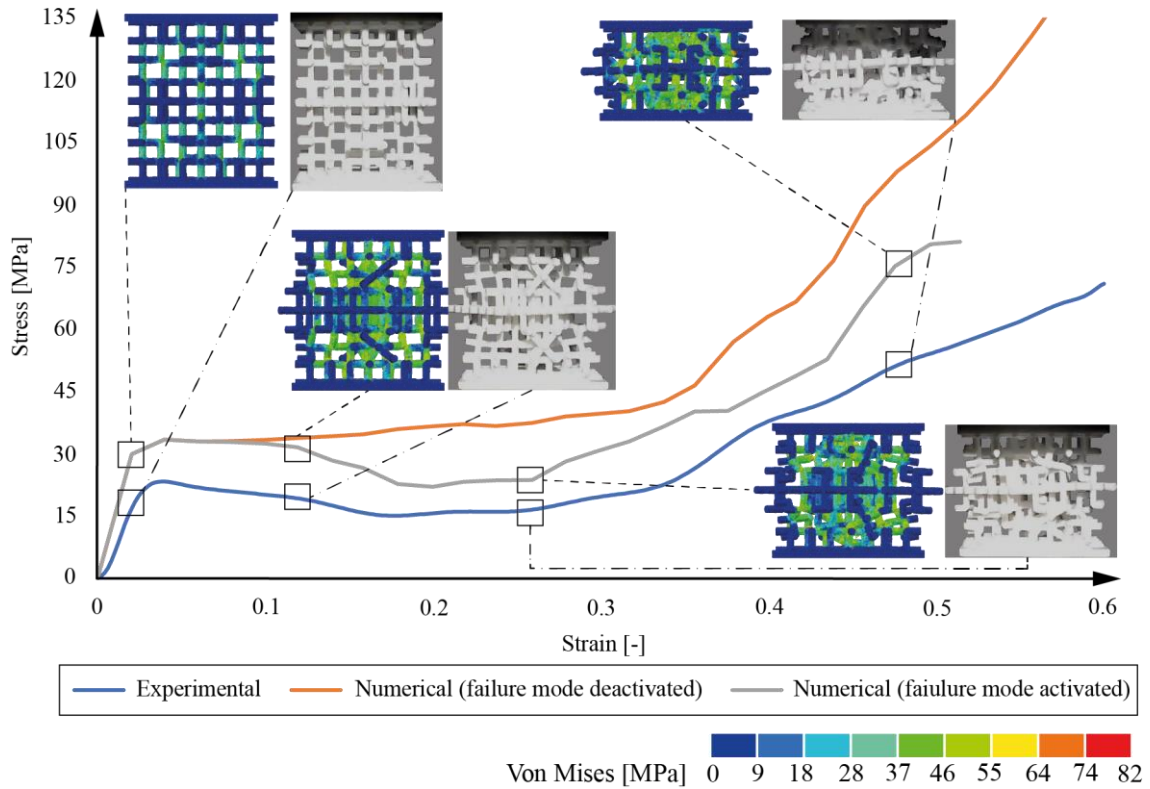 135
120
105
90
75
60
45
30
15
0
Stress [MPa]
0 0.1 0.2 0.3 0.4 0.5 0.6
Strain [-]
Experimental Numerical (failure mode deactivated) Numerical (faiulure mode activated)
Von Mises [MPa] 0 9 18 28 37 46 55 64 74 82